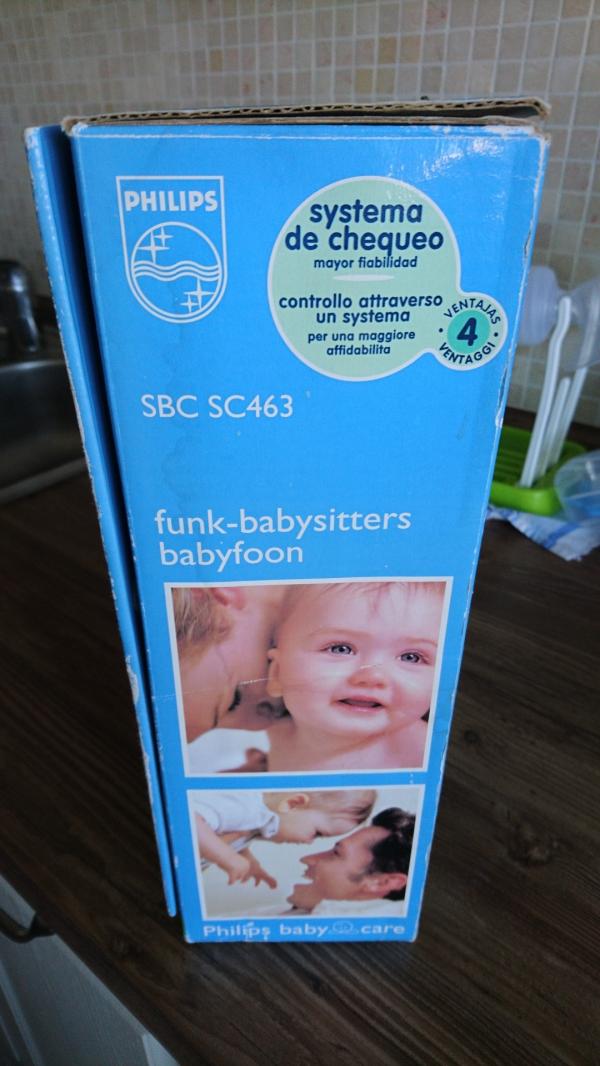 PHILIPS
systema
de chequeo
mayor fiabilidad
controllo attraverso
un systema
per una maggiore
affidabilita
VENTAJAS
4
VENTAGGI
SBC SC463
funk-babysitters
babyfoon
Philips baby care